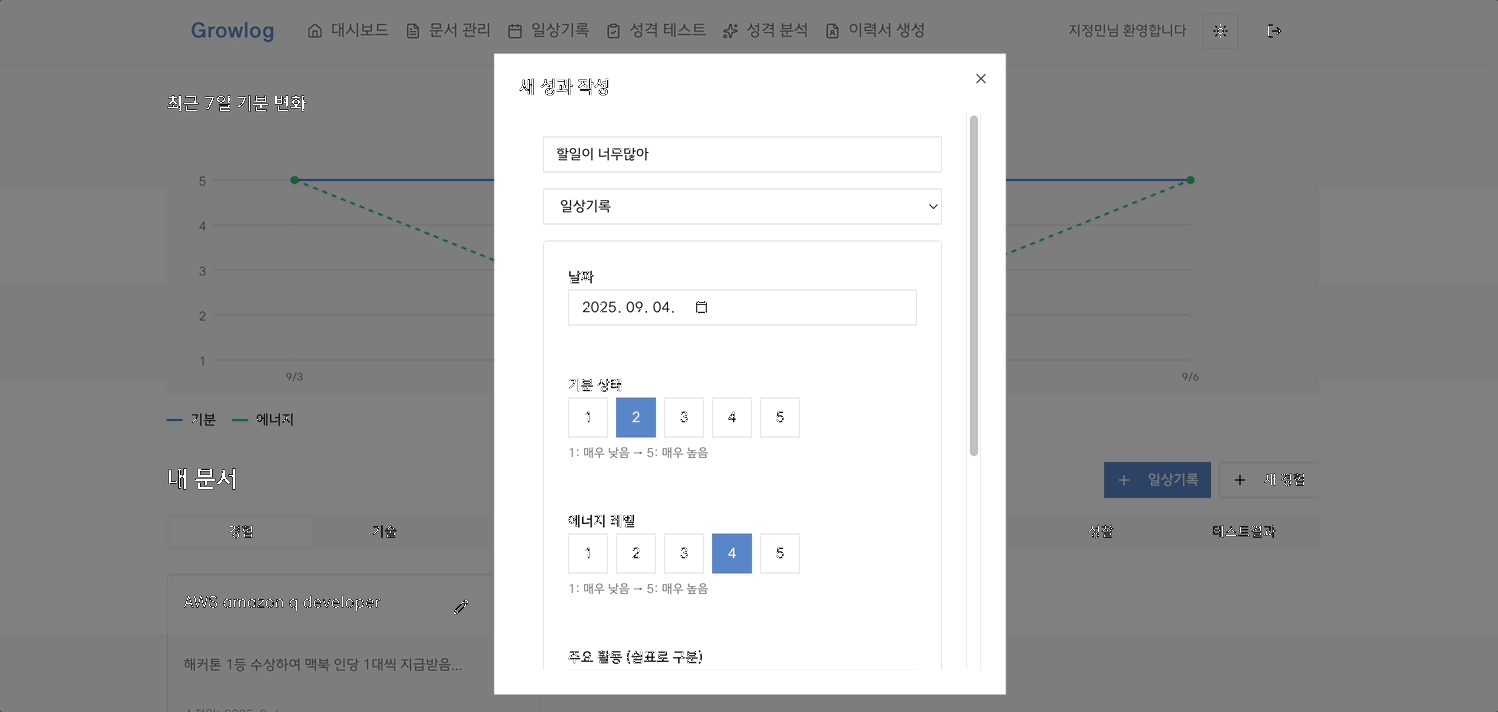 Growlog 대시보드 문서 관리 일상기록 성격 테스트 성격 분석 이력서 생성 지정민님 환영합니다
새 성과 작성
최근 7일 기분 변화
할일이 너무많아
일상기록
날짜
2025. 09. 04.
5
4
3
2
1
9/3 9/6
기분 에너지
기분 상태
1 2 3 4 5
1: 매우 낮음 → 5: 매우 높음
내 문서
+ 일상기록 + 새 경험
에너지 레벨
경험 기술 성향 테스트결과
1 2 3 4 5
1: 매우 낮음 → 5: 매우 높음
AWS amazon q developer
주요 활동 (쉼표로 구분)
해커톤 1등 수상하여 맥북 인당 1대씩 지급받음...